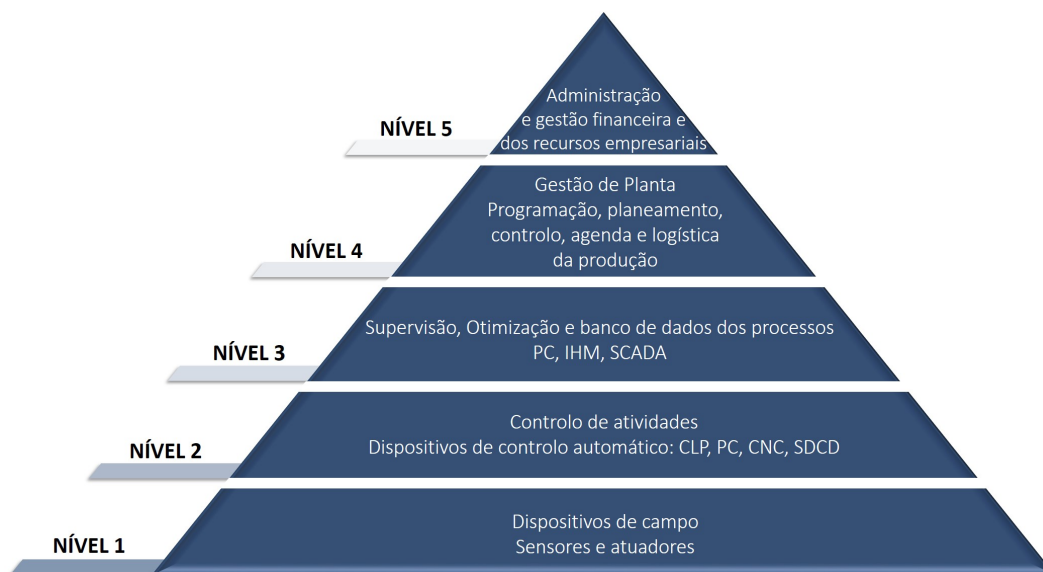 Administração
e gestão financeira e
dos recursos empresariais
NÍVEL 5
Gestão de Planta
Programação, planeamento,
controlo, agenda e logística
da produção
NÍVEL 4
Supervisão, Otimização e banco de dados dos processos
PC, IHM, SCADA
NÍVEL 3
Controlo de atividades
Dispositivos de controlo automático: CLP, PC, CNC, SDCD
NÍVEL 2
Dispositivos de campo
Sensores e atuadores
NÍVEL 1